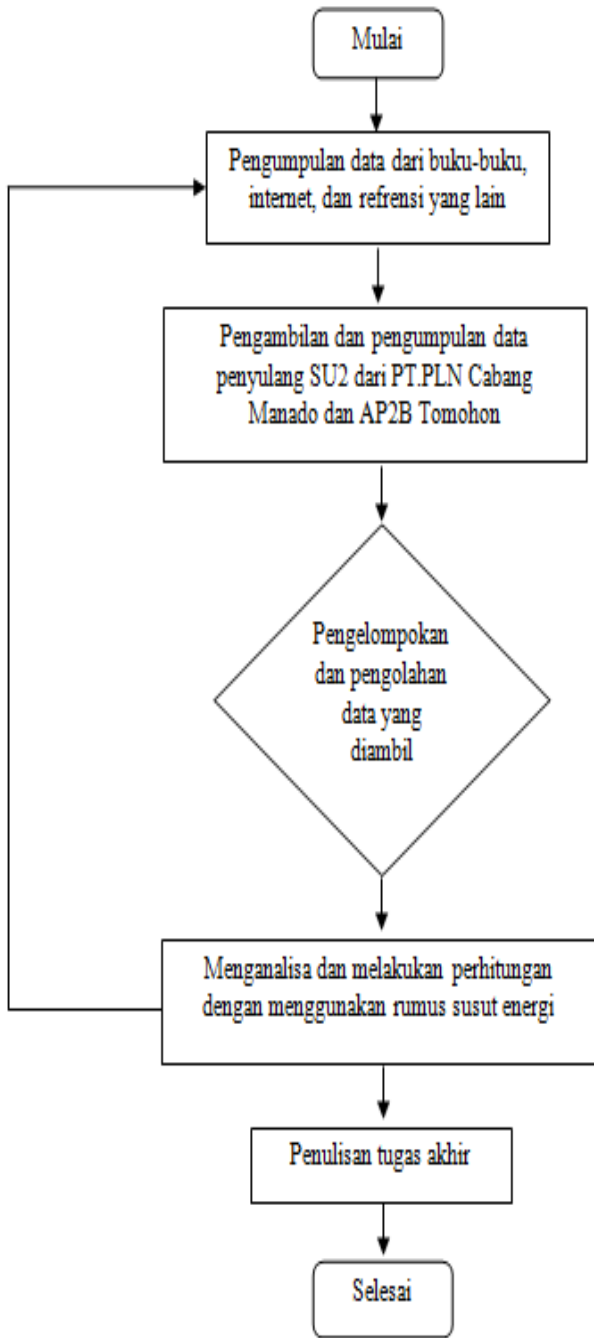 Mulai
Pengumpulan data dari buku-buku,
internet, dan refrensi yang lain
Pengambilan dan pengumpulan data
penyulang SU2 dari PT.PLN Cabang
Manado dan AP2B Tomohon
Pengelompokan
dan pengolahan
data yang
diambil
Menganalisa dan melakukan perhitungan
dengan menggunakan rumus susut energi
Penulisan tugas akhir
Selesai